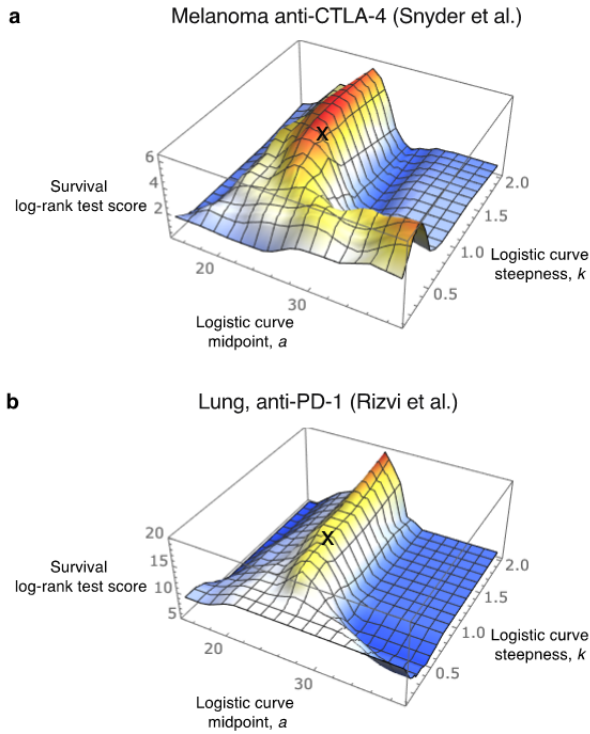 a
Melanoma anti-CTLA-4 (Snyder et al.)
6
4
2
Survival
log-rank test score
20
30
Logistic curve
midpoint, a
0.5
1.0
1.5
2.0
Logistic curve
steepness, k
X
b
Lung, anti-PD-1 (Rizvi et al.)
20
15
10
5
Survival
log-rank test score
20
30
Logistic curve
midpoint, a
0.5
1.0
1.5
2.0
Logistic curve
steepness, k
X